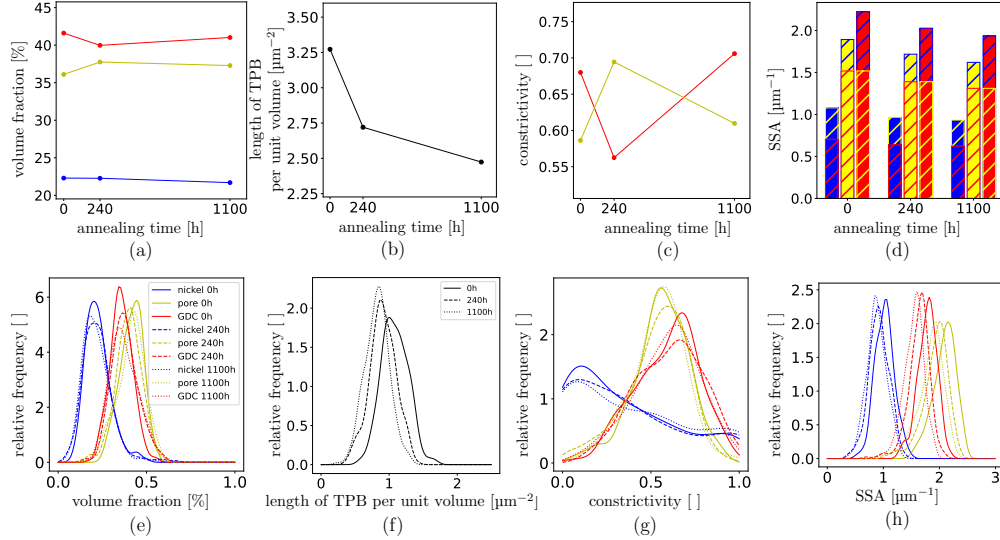 volume fraction [%]
45
40
35
30
25
20
0
240
1100
annealing time [h]
(a)
length of TPB
per unit volume [µm⁻²]
3.50
3.25
3.00
2.75
2.50
2.25
0
240
1100
annealing time [h]
(b)
constrictivity [ ]
0.75
0.70
0.65
0.60
0.55
0
240
1100
annealing time [h]
(c)
SSA [µm⁻¹]
2.0
1.5
1.0
0.5
0.0
0
240
1100
annealing time [h]
(d)
relative frequency [ ]
6
4
2
0
nickel 0h
pore 0h
GDC 0h
nickel 240h
pore 240h
GDC 240h
nickel 1100h
pore 1100h
GDC 1100h
0.0
0.5
1.0
volume fraction [%]
(e)
relative frequency [ ]
2.5
2.0
1.5
1.0
0.5
0.0
0h
240h
1100h
0
1
2
length of TPB per unit volume [µm⁻²]
(f)
relative frequency [ ]
3
2
1
0
0.0
0.5
1.0
constrictivity [ ]
(g)
relative frequency [ ]
2.5
2.0
1.5
1.0
0.5
0.0
0
1
2
3
SSA [µm⁻¹]
(h)